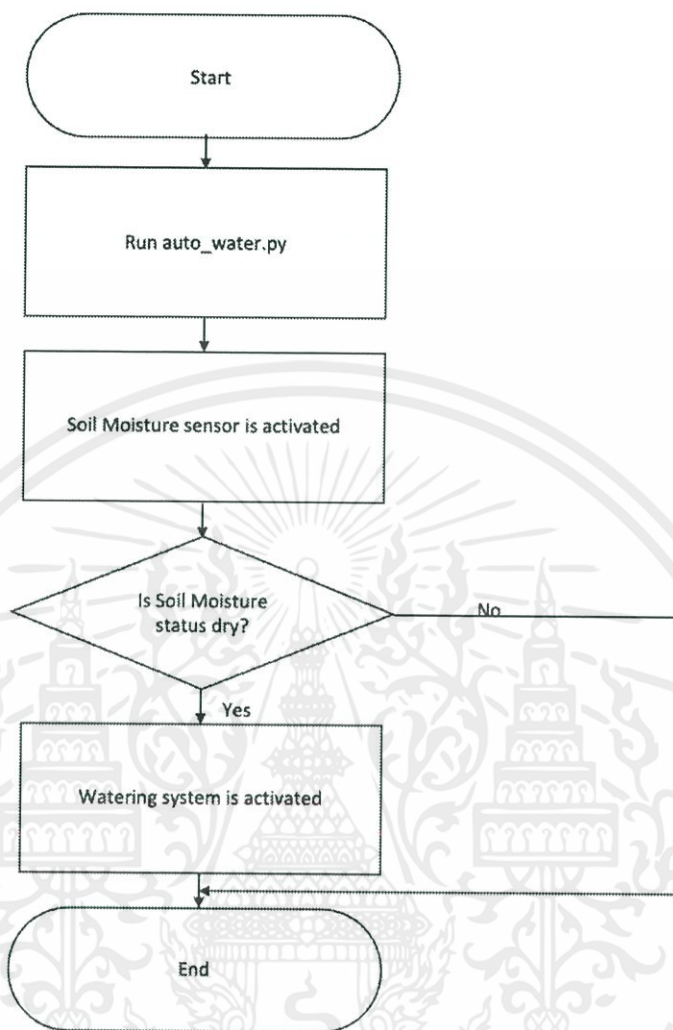 Start
Run auto_water.py
Soil Moisture sensor is activated
Is Soil Moisture
status dry?
No
Yes
Watering system is activated
End